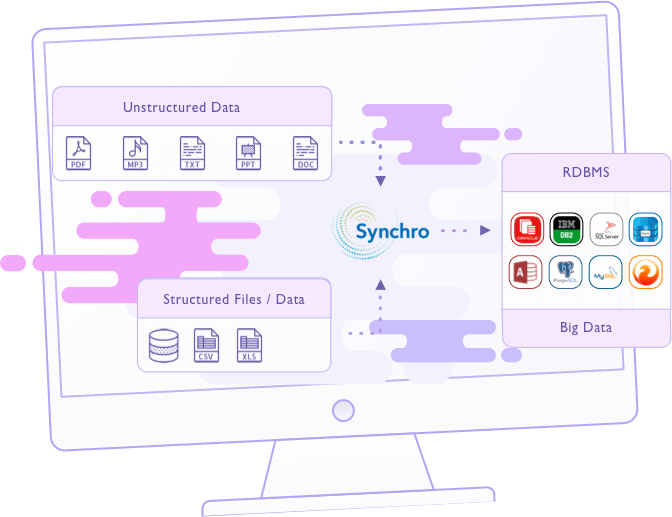 Unstructured Data
PDF
MP3
TXT
PPT
DOC
RDBMS
Synchro
ORACLE
IBM
DB2
SQL Server
PostgreSQL
MySQL
Structured Files / Data
CSV
XLS
Big Data